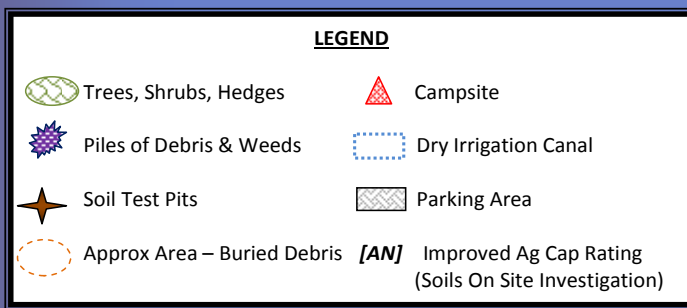 LEGEND
Trees, Shrubs, Hedges Campsite
Piles of Debris & Weeds Dry Irrigation Canal
Soil Test Pits Parking Area
Approx Area – Buried Debris [AN] Improved Ag Cap Rating
(Soils On Site Investigation)